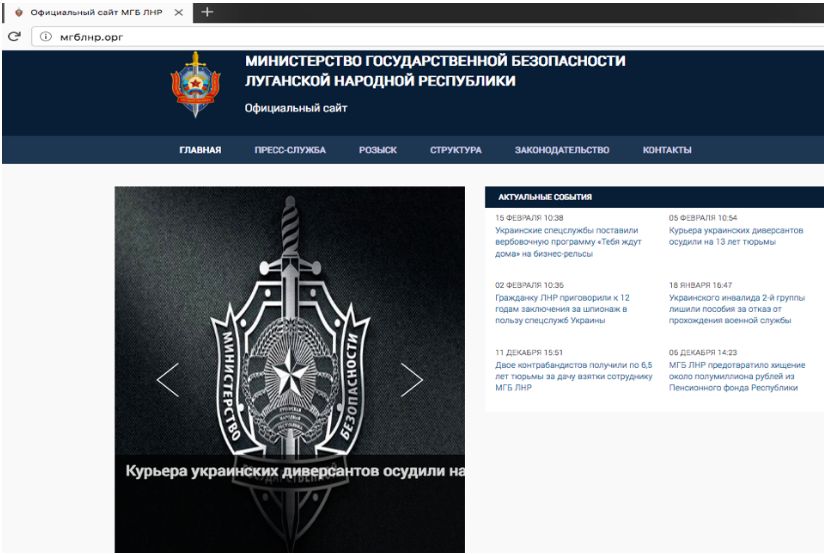 Официальный сайт МГБ ЛНР
мгблнр.орг
МИНИСТЕРСТВО ГОСУДАРСТВЕННОЙ БЕЗОПАСНОСТИ
ЛУГАНСКОЙ НАРОДНОЙ РЕСПУБЛИКИ
Официальный сайт
ГЛАВНАЯ ПРЕСС-СЛУЖБА РОЗЫСК СТРУКТУРА ЗАКОНОДАТЕЛЬСТВО КОНТАКТЫ
МИНИСТЕРСТВО
БЕЗОПАСНОСТИ
Курьера украинских диверсантов осудили на
АКТУАЛЬНЫЕ СОБЫТИЯ
15 ФЕВРАЛЯ 10:38
Украинские спецслужбы поставили
вербовочную программу «Тебя ждут
дома» на бизнес-рельсы
05 ФЕВРАЛЯ 10:54
Курьера украинских диверсантов
осудили на 13 лет тюрьмы
02 ФЕВРАЛЯ 10:35
Гражданку ЛНР приговорили к 12
годам заключения за шпионаж в
пользу спецслужб Украины
18 ЯНВАРЯ 16:47
Украинского инвалида 2-й группы
лишили пособия за отказ от
прохождения военной службы
11 ДЕКАБРЯ 15:51
Двое контрабандистов получили по 6,5
лет тюрьмы за дачу взятки сотруднику
МГБ ЛНР
06 ДЕКАБРЯ 14:23
МГБ ЛНР предотвратило хищение
около полумиллиона рублей из
Пенсионного фонда Республики